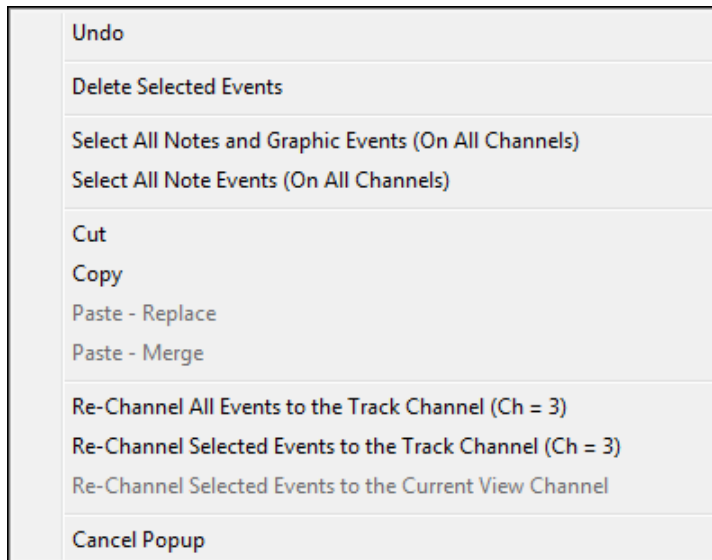 Undo
Delete Selected Events
Select All Notes and Graphic Events (On All Channels)
Select All Note Events (On All Channels)
Cut
Copy
Paste - Replace
Paste - Merge
Re-Channel All Events to the Track Channel (Ch = 3)
Re-Channel Selected Events to the Track Channel (Ch = 3)
Re-Channel Selected Events to the Current View Channel
Cancel Popup